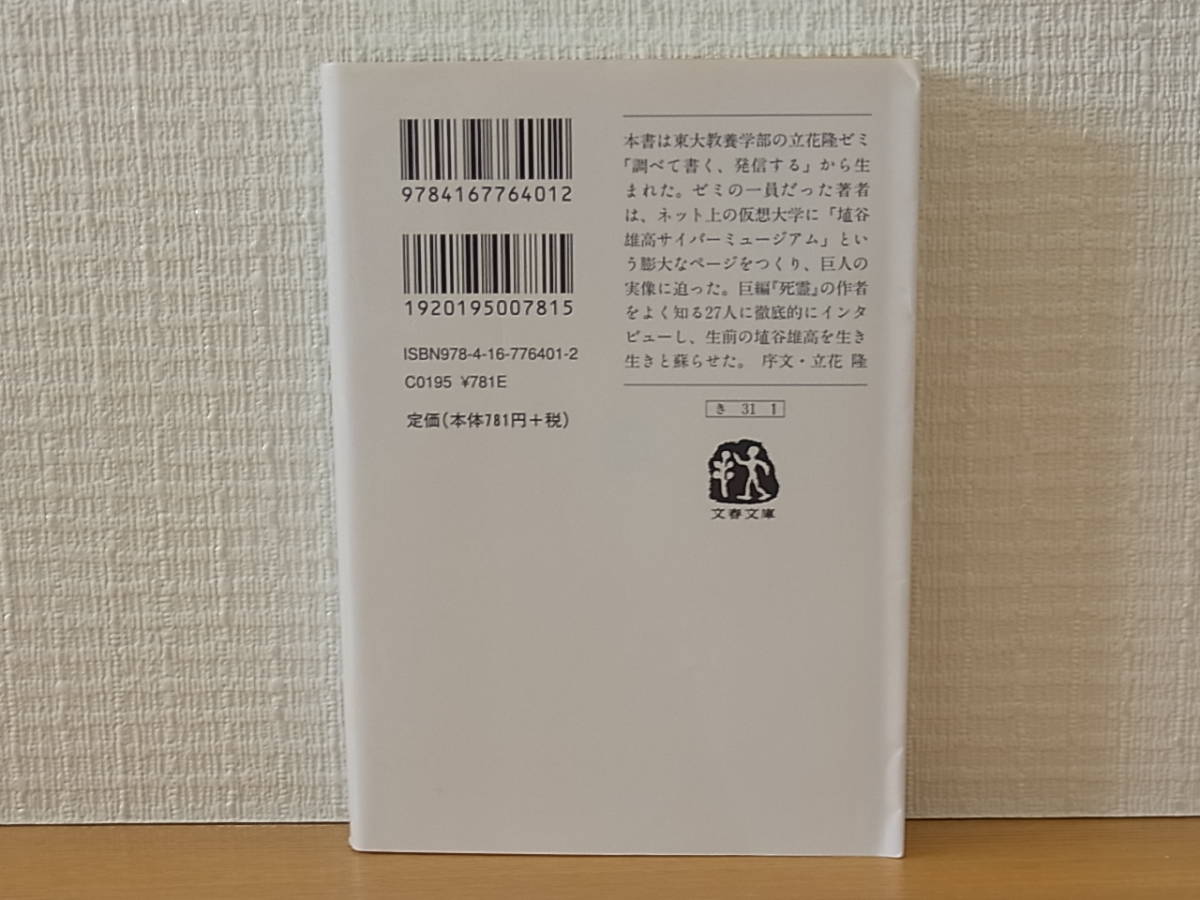 9784167764012
1920195007815
ISBN978-4-16-776401-2
C0195 ¥781E
定価(本体781円+税)
本書は東大教養学部の立花隆ゼミ
「調べて書く、発信する」から生
まれた。ゼミの一員だった著者
は、ネット上の仮想大学に「埴谷
雄高サイバーミュージアム」とい
う膨大なページをつくり、巨人の
実像に迫った。巨編『死霊』の作者
をよく知る27人に徹底的にインタ
ビューし、生前の埴谷雄高を生き
生きと蘇らせた。 序文・立花 隆
き 31 1
文春文庫